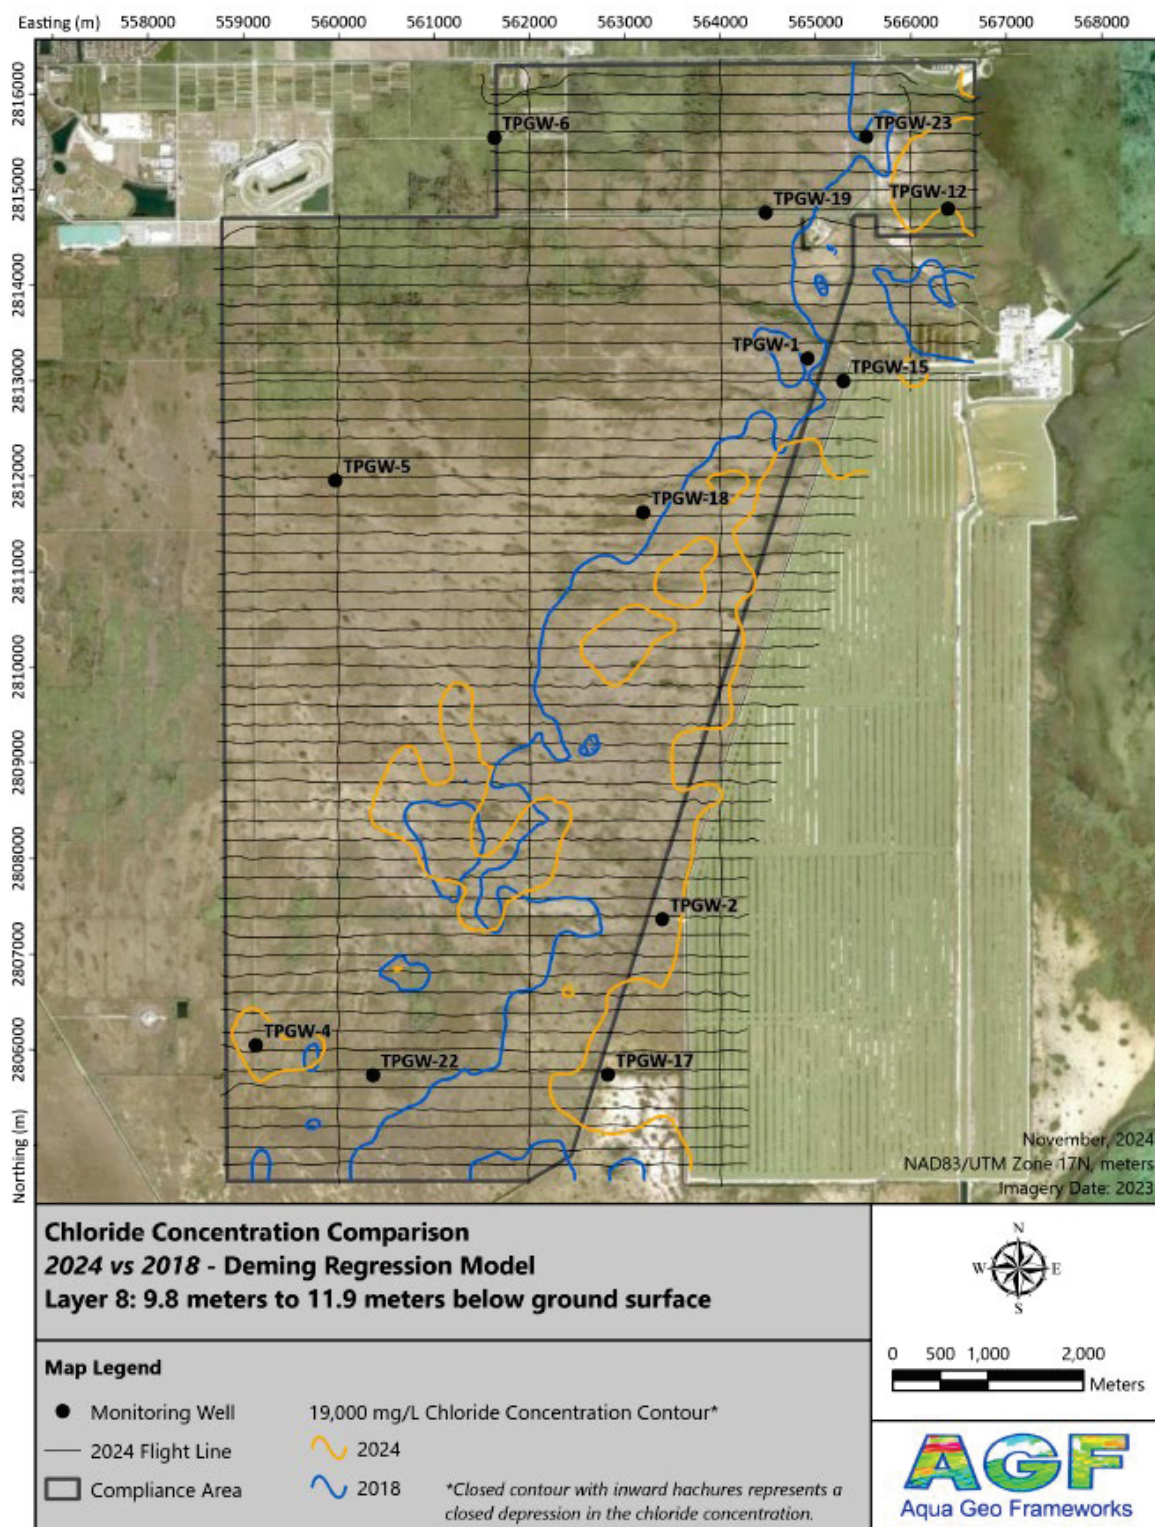 Easting (m) 558000 559000 560000 561000 562000 563000 564000 565000 566000 567000 568000
2816000
2815000
2814000
2813000
2812000
2811000
2810000
2809000
2808000
2807000
2806000
Northing (m)
TPGW-6
TPGW-23
TPGW-12
TPGW-19
TPGW-1
TPGW-15
TPGW-5
TPGW-18
TPGW-2
TPGW-4
TPGW-22
TPGW-17
November, 2024
NAD83/UTM Zone 17N, meters
Imagery Date: 2023
Chloride Concentration Comparison
2024 vs 2018 - Deming Regression Model
Layer 8: 9.8 meters to 11.9 meters below ground surface
N
W E
S
0 500 1,000 2,000
Meters
Map Legend
Monitoring Well
2024 Flight Line
Compliance Area
19,000 mg/L Chloride Concentration Contour*
2024
2018
*Closed contour with inward hachures represents a
closed depression in the chloride concentration.
AGF
Aqua Geo Frameworks